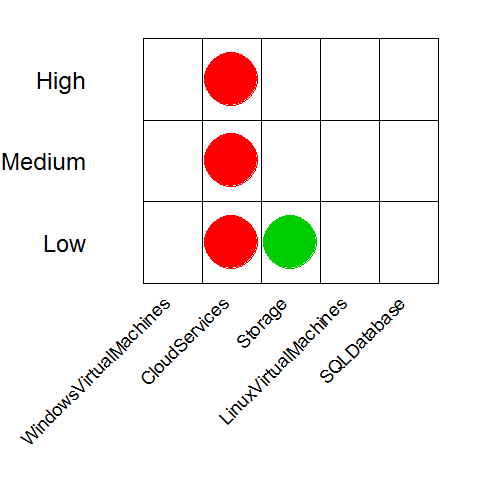 High
Medium
Low
WindowsVirtualMachines
CloudServices
Storage
LinuxVirtualMachines
SQLDatabase